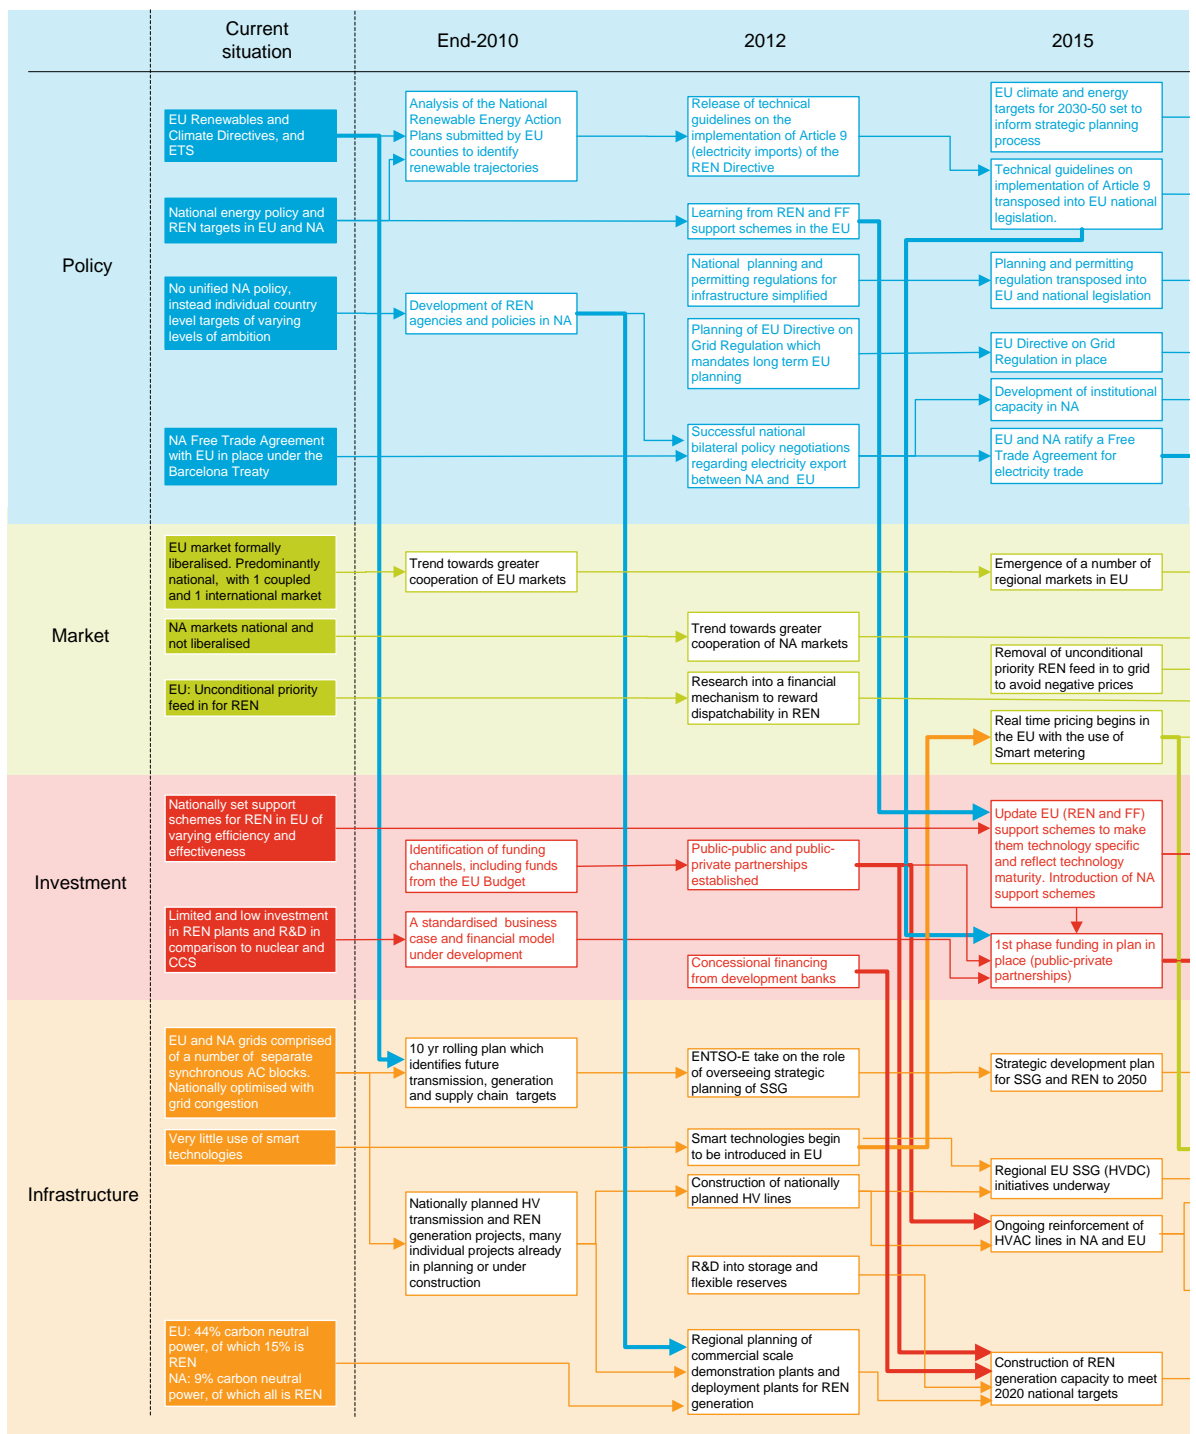 Current
situation
End-2010
2012
2015
Policy
EU Renewables and
Climate Directives, and
ETS
National energy policy and
REN targets in EU and NA
No unified NA policy,
instead individual country
level targets of varying
levels of ambition
NA Free Trade Agreement
with EU in place under the
Barcelona Treaty
Analysis of the National
Renewable Energy Action
Plans submitted by EU
counties to identify
renewable trajectories
Development of REN
agencies and policies in NA
Release of technical
guidelines on the
implementation of Article 9
(electricity imports) of the
REN Directive
Learning from REN and FF
support schemes in the EU
National planning and
permitting regulations for
infrastructure simplified
Planning of EU Directive on
Grid Regulation which
mandates long term EU
planning
Successful national
bilateral policy negotiations
regarding electricity export
between NA and EU
EU climate and energy
targets for 2030-50 set to
inform strategic planning
process
Technical guidelines on
implementation of Article 9
transposed into EU national
legislation.
Planning and permitting
regulation transposed into
EU and national legislation
EU Directive on Grid
Regulation in place
Development of institutional
capacity in NA
EU and NA ratify a Free
Trade Agreement for
electricity trade
Market
EU market formally
liberalised. Predominantly
national, with 1 coupled
and 1 international market
NA markets national and
not liberalised
EU: Unconditional priority
feed in for REN
Trend towards greater
cooperation of EU markets
Trend towards greater
cooperation of NA markets
Research into a financial
mechanism to reward
dispatchability in REN
Emergence of a number of
regional markets in EU
Removal of unconditional
priority REN feed in to grid
to avoid negative prices
Real time pricing begins in
the EU with the use of
Smart metering
Investment
Nationally set support
schemes for REN in EU of
varying efficiency and
effectiveness
Limited and low investment
in REN plants and R&D in
comparison to nuclear and
CCS
Identification of funding
channels, including funds
from the EU Budget
A standardised business
case and financial model
under development
Public-public and public-
private partnerships
established
Concessional financing
from development banks
Update EU (REN and FF)
support schemes to make
them technology specific
and reflect technology
maturity. Introduction of NA
support schemes
1st phase funding in plan in
place (public-private
partnerships)
Infrastructure
EU and NA grids comprised
of a number of separate
synchronous AC blocks.
Nationally optimised with
grid congestion
Very little use of smart
technologies
EU: 44% carbon neutral
power, of which 15% is
REN
NA: 9% carbon neutral
power, of which all is REN
10 yr rolling plan which
identifies future
transmission, generation
and supply chain targets
Nationally planned HV
transmission and REN
generation projects, many
individual projects already
in planning or under
construction
ENTSO-E take on the role
of overseeing strategic
planning of SSG
Smart technologies begin
to be introduced in EU
Construction of nationally
planned HV lines
R&D into storage and
flexible reserves
Regional planning of
commercial scale
demonstration plants and
deployment plants for REN
generation
Strategic development plan
for SSG and REN to 2050
Regional EU SSG (HVDC)
initiatives underway
Ongoing reinforcement of
HVAC lines in NA and EU
Construction of REN
generation capacity to meet
2020 national targets